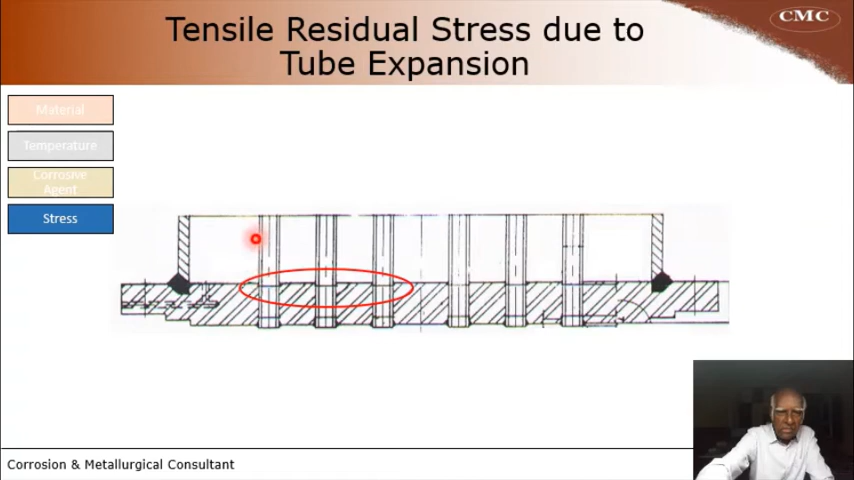 Tensile Residual Stress due to
Tube Expansion
CMC
Material
Temperature
Corrosive
Agent
Stress
Corrosion & Metallurgical Consultant